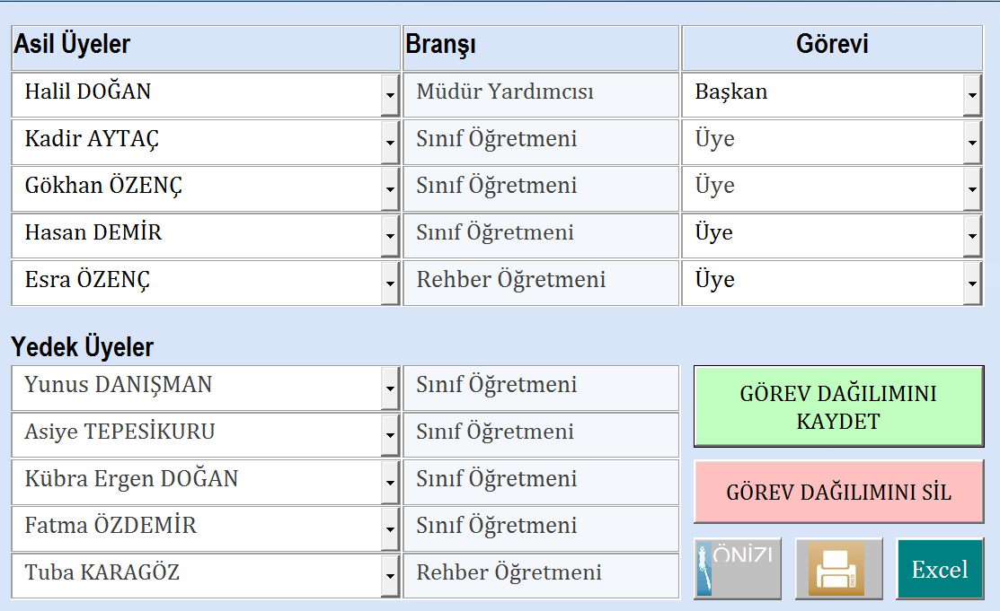 Asil Üyeler Branşı Görevi
Halil DOĞAN Müdür Yardımcısı Başkan
Kadir AYTAÇ Sınıf Öğretmeni Üye
Gökhan ÖZENÇ Sınıf Öğretmeni Üye
Hasan DEMİR Sınıf Öğretmeni Üye
Esra ÖZENÇ Rehber Öğretmeni Üye
Yedek Üyeler
Yunus DANIŞMAN Sınıf Öğretmeni
Asiye TEPESİKURU Sınıf Öğretmeni
Kübra Ergen DOĞAN Sınıf Öğretmeni
Fatma ÖZDEMİR Sınıf Öğretmeni
Tuba KARAGÖZ Rehber Öğretmeni
GÖREV DAĞILIMINI
KAYDET
GÖREV DAĞILIMINI SİL
Excel